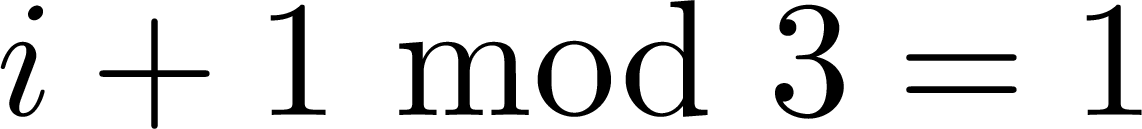 i + 1 mod 3 = 1